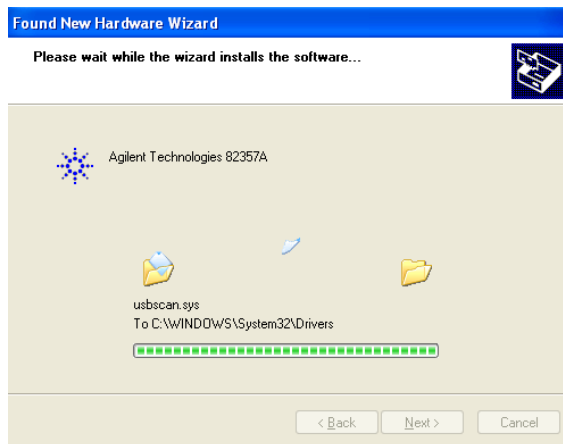 Found New Hardware Wizard
Please wait while the wizard installs the software...
Agilent Technologies 82357A
usbscan.sys
To C:\WINDOWS\System32\Drivers
< Back Next > Cancel